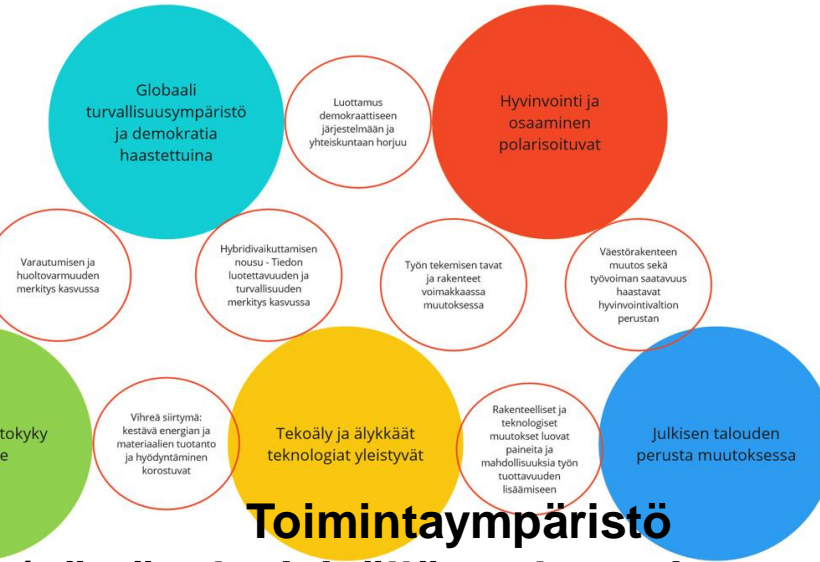 Globaali
turvallisuusympäristö
ja demokratia
haastettuina
Luottamus
demokraattiseen
järjestelmään ja
yhteiskuntaan horjuu
Hyvinvointi ja
osaaminen
polarisoituvat
Varautumisen ja
huoltovarmuuden
merkitys kasvussa
Hybridivaikuttamisen
nousu - Tiedon
luotettavuuden ja
turvallisuuden
merkitys kasvussa
Työn tekemisen tavat
ja rakenteet
voimakkaassa
muutoksessa
Väestörakenteen
muutos sekä
työvoiman saatavuus
haastavat
hyvinvointivaltion
perustan
Vihreä siirtymä:
kestävä energian ja
materiaalien tuotanto
ja hyödyntäminen
korostuvat
Tekoäly ja älykkäät
teknologiat yleistyvät
Rakenteelliset ja
teknologiset
muutokset luovat
paineita ja
mahdollisuuksia työn
tuottavuuden
lisäämiseen
Julkisen talouden
perusta muutoksessa
Toimintaympäristö